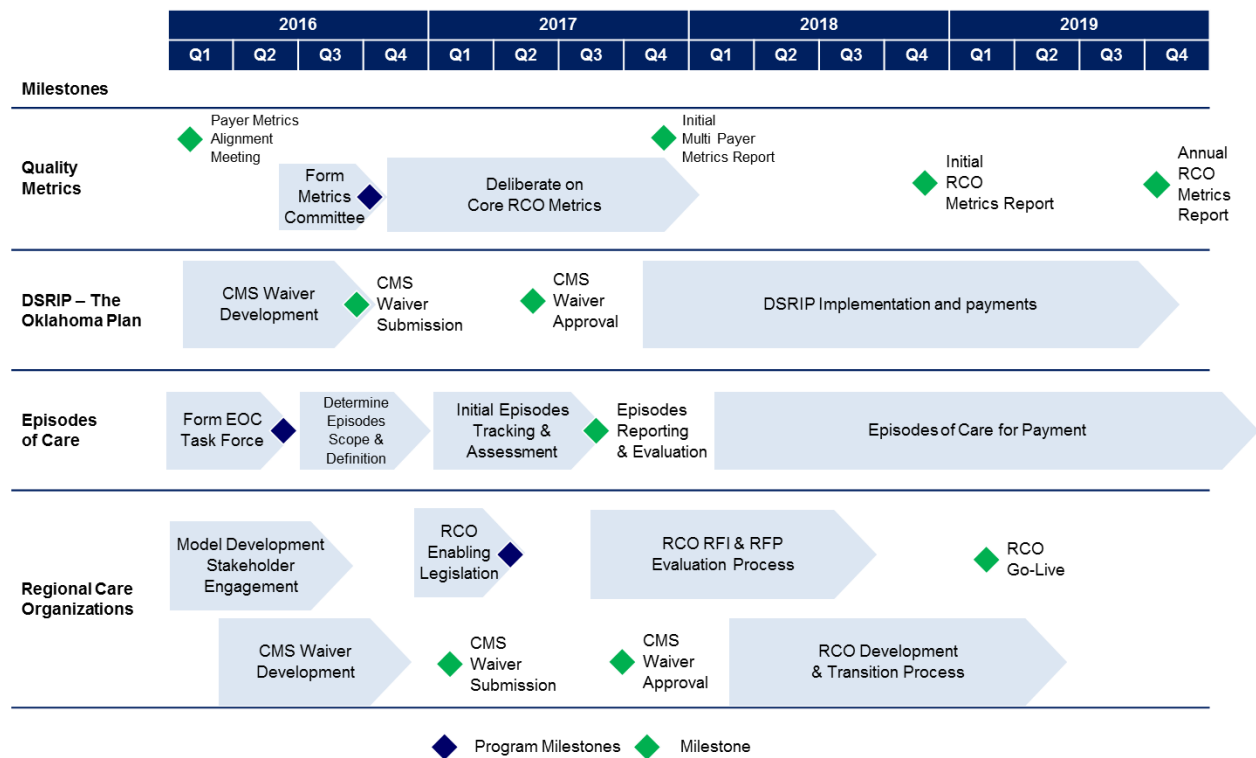 2016 2017 2018 2019
Q1 Q2 Q3 Q4 Q1 Q2 Q3 Q4 Q1 Q2 Q3 Q4 Q1 Q2 Q3 Q4
Milestones
Quality
Metrics
Payer Metrics
Alignment
Meeting
Form
Metrics
Committee
Deliberate on
Core RCO Metrics
Initial
Multi Payer
Metrics Report
Initial
RCO
Metrics Report
Annual
RCO
Metrics
Report
DSRIP – The
Oklahoma Plan
CMS Waiver
Development
CMS
Waiver
Submission
CMS
Waiver
Approval
DSRIP Implementation and payments
Episodes
of Care
Form EOC
Task Force
Determine
Episodes
Scope &
Definition
Initial Episodes
Tracking &
Assessment
Episodes
Reporting
& Evaluation
Episodes of Care for Payment
Regional Care
Organizations
Model Development
Stakeholder
Engagement
RCO
Enabling
Legislation
RCO RFI & RFP
Evaluation Process
RCO
Go-Live
CMS Waiver
Development
CMS
Waiver
Submission
CMS
Waiver
Approval
RCO Development
& Transition Process
Program Milestones
Milestone